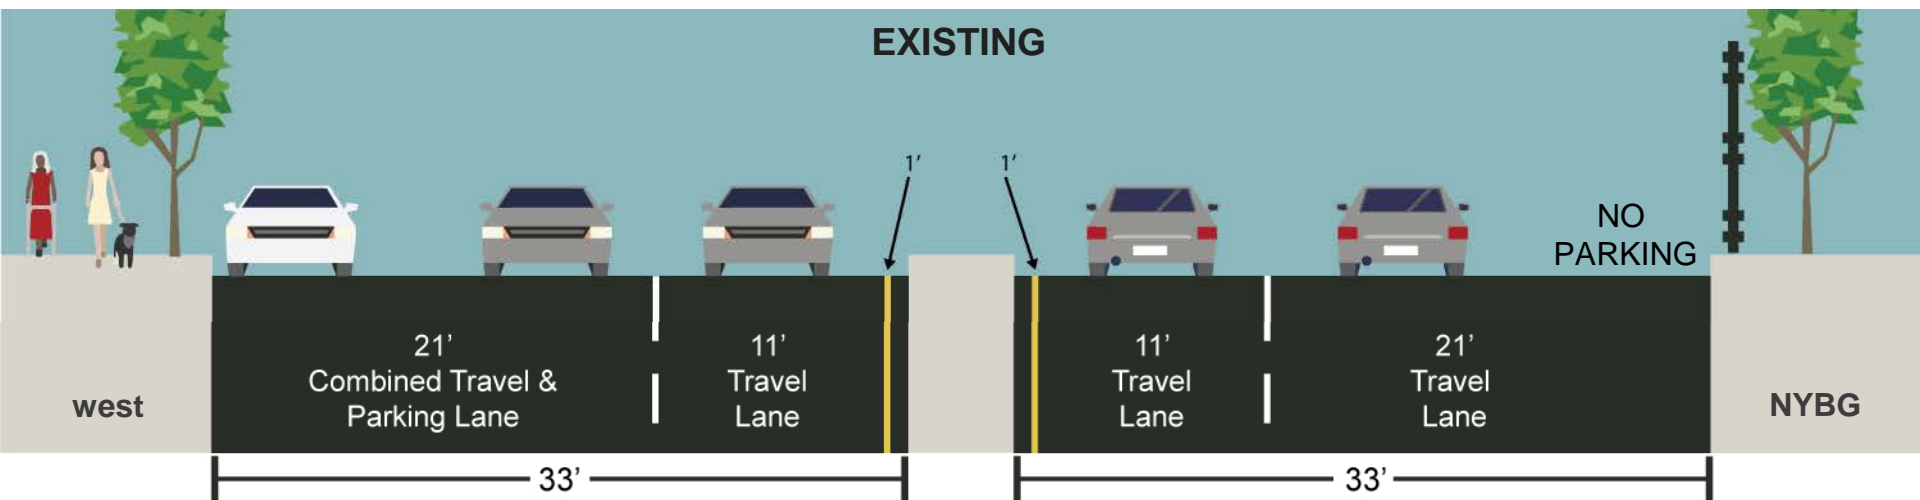 EXISTING
1’
1’
NO
PARKING
21’
Combined Travel &
Parking Lane
11’
Travel
Lane
11’
Travel
Lane
21’
Travel
Lane
west
NYBG
33’
33’